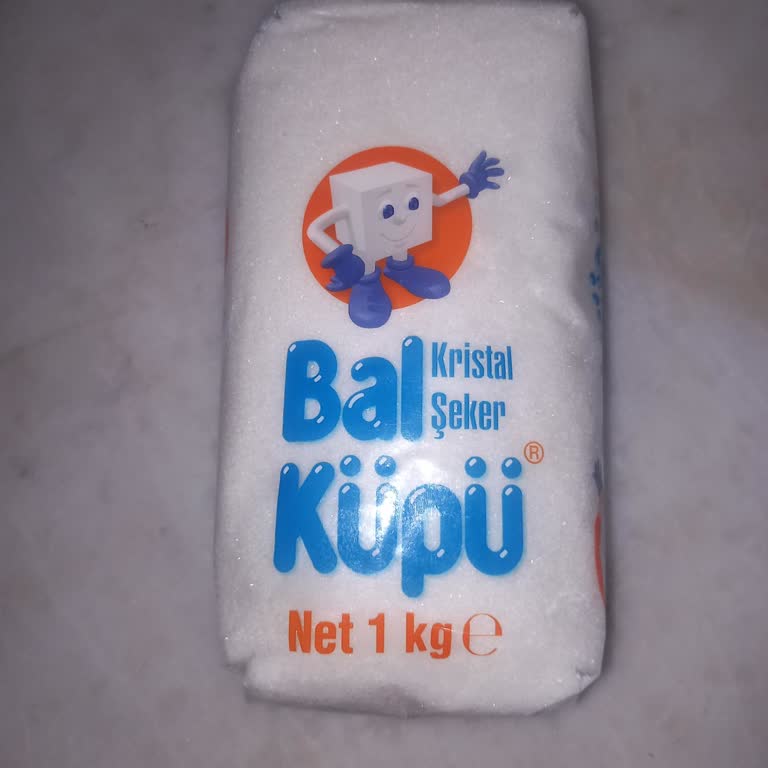 Bal Kristal
Şeker
Küpü®
Net 1 kg ℮